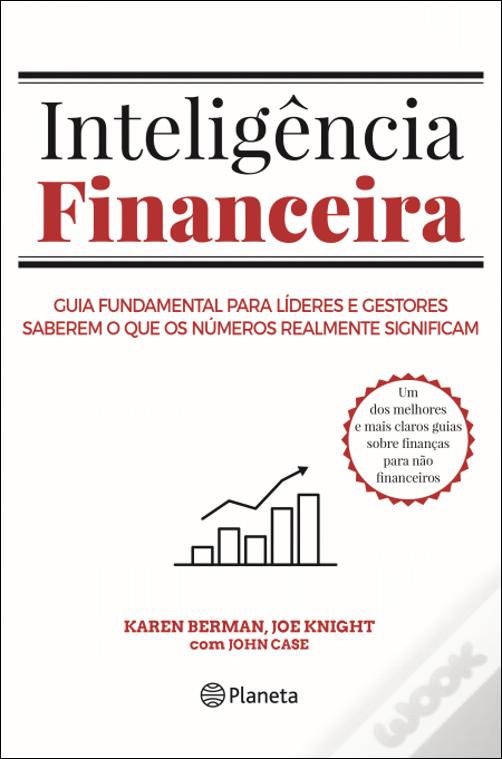 Inteligência
Financeira
GUIA FUNDAMENTAL PARA LÍDERES E GESTORES
SABEREM O QUE OS NÚMEROS REALMENTE SIGNIFICAM
Um
dos melhores
e mais claros guias
sobre finanças
para não
financeiros
KAREN BERMAN, JOE KNIGHT
com JOHN CASE
Planeta
WOOK